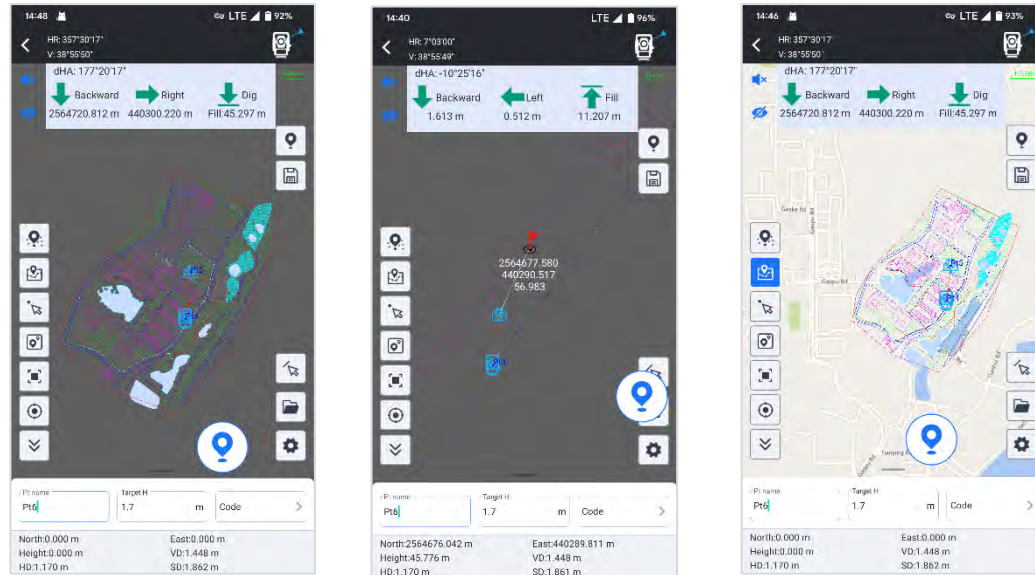 14:48
LTE 92%
HR: 357°30'17"
V: 38°55'50"
dHA: 177°20'17"
Backward Right Dig
2564720.812 m 440300.220 m Fill:45.297 m
Pt5
Pt name
Pt6
Target H
1.7 m
Code
North:0.000 m East:0.000 m
Height:0.000 m VD:1.448 m
HD:1.170 m SD:1.862 m
14:40
LTE 96%
HR: 7°03'00"
V: 38°55'49"
dHA: -10°25'16"
Backward Left Fill
1.613 m 0.512 m 11.207 m
2564677.580
440290.517
56.983
Pt name
Pt6
Target H
1.7 m
Code
North:2564676.042 m East:440289.811 m
Height:45.776 m VD:1.448 m
HD:1.170 m SD:1.861 m
14:46
LTE 93%
HR: 357°30'17"
V: 38°55'50"
dHA: 177°20'17"
Backward Right Dig
2564720.812 m 440300.220 m Fill:45.297 m
Gaoke Rd
Gaopu Rd
Pt5
Pt name
Pt6
Target H
1.7 m
Code
North:0.000 m East:0.000 m
Height:0.000 m VD:1.448 m
HD:1.170 m SD:1.862 m